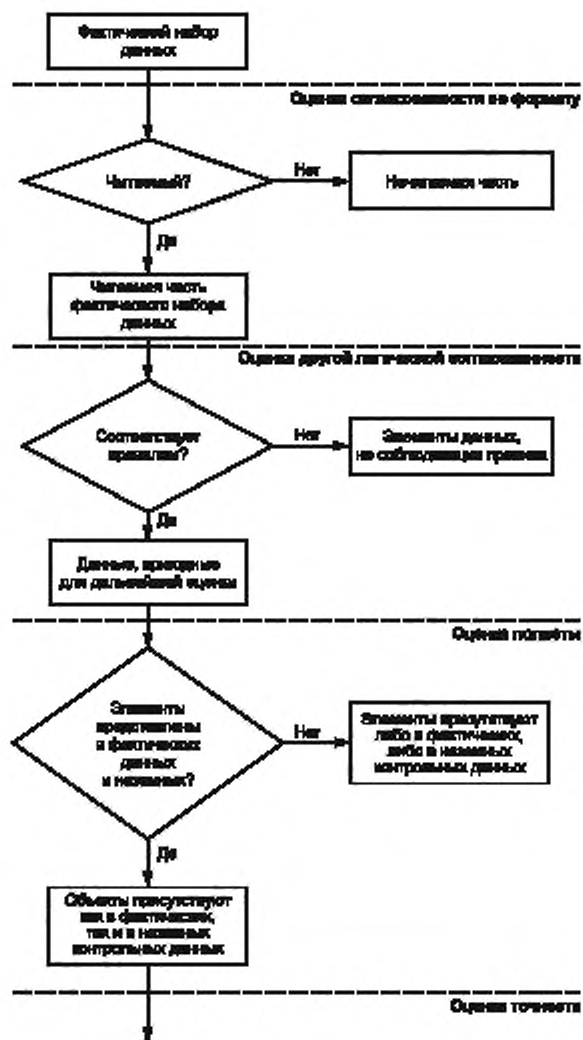 Фактический набор
данных
Оценка согласованности по формату
Читаемый?
Нет
Нечитаемая часть
Да
Читаемая часть
фактического набора
данных
Оценка другой логической согласованности
Соответствует
правилам?
Нет
Элементы данных,
не соблюдающие правила
Да
Данные, пригодные
для дальнейшей оценки
Оценка полноты
Элементы
представлены
в фактических
данных
и названных?
Нет
Элементы присутствуют
либо в фактических,
либо в названных
контрольных данных
Да
Объекты присутствуют
как в фактических,
так и в названных
контрольных данных
Оценка точности